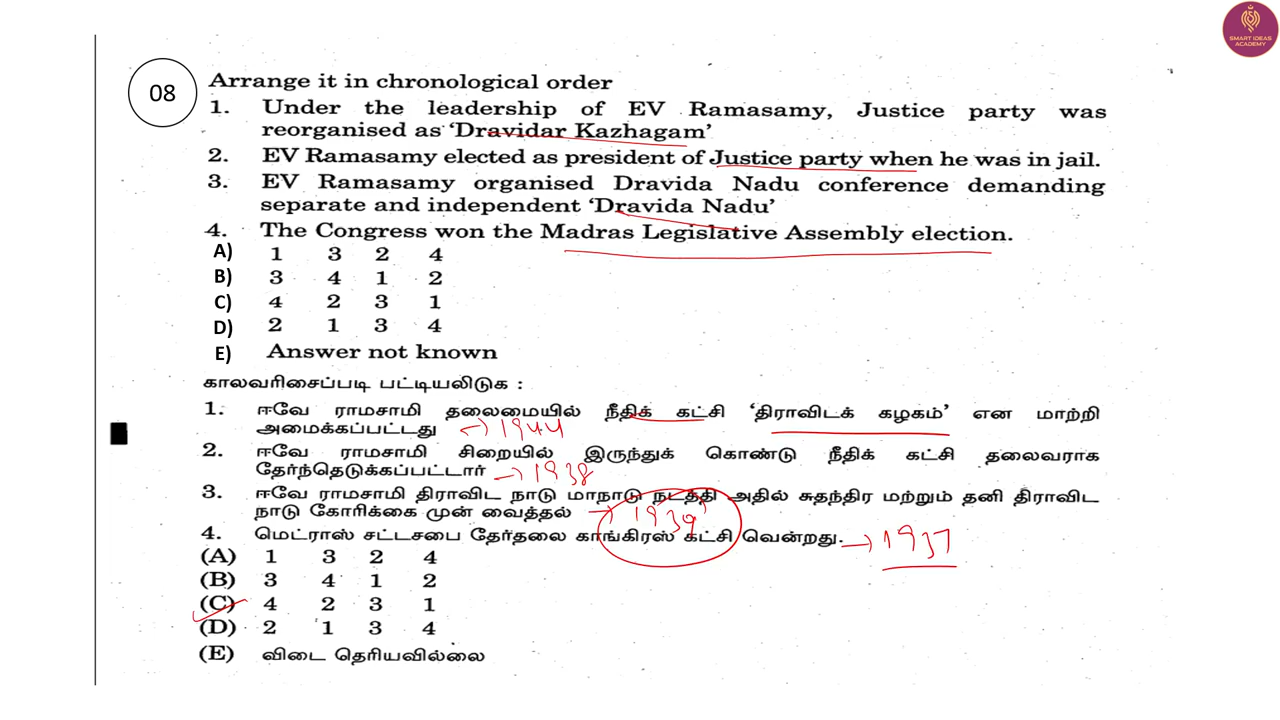 SMART IDEAS
ACADEMY
08
Arrange it in chronological order
1. Under the leadership of EV Ramasamy, Justice party was
reorganised as 'Dravidar Kazhagam'
2. EV Ramasamy elected as president of Justice party when he was in jail.
3. EV Ramasamy organised Dravida Nadu conference demanding
separate and independent 'Dravida Nadu'
4. The Congress won the Madras Legislative Assembly election.
A) 1 3 2 4
B) 3 4 1 2
C) 4 2 3 1
D) 2 1 3 4
E) Answer not known
காலவரிசைப்படி பட்டியலிடுக :
1. ஈவே ராமசாமி தலைமையில் நீதிக் கட்சி 'திராவிடக் கழகம்' என மாற்றி
அமைக்கப்பட்டது → 1944
2. ஈவே ராமசாமி சிறையில் இருந்துக் கொண்டு நீதிக் கட்சி தலைவராக
தேர்ந்தெடுக்கப்பட்டார் → 1938
3. ஈவே ராமசாமி திராவிட நாடு மாநாடு நடத்தி அதில் சுதந்திர மற்றும் தனி திராவிட
நாடு கோரிக்கை முன் வைத்தல் → 1939
4. மெட்ராஸ் சட்டசபை தேர்தலை காங்கிரஸ் கட்சி வென்றது. → 1937
(A) 1 3 2 4
(B) 3 4 1 2
(C) 4 2 3 1
(D) 2 1 3 4
(E) விடை தெரியவில்லை